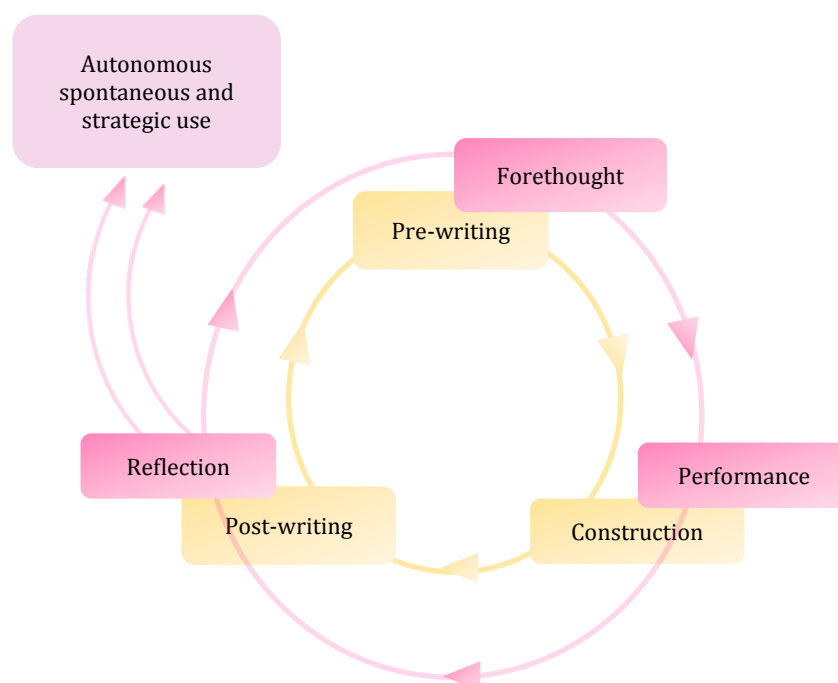 Autonomous
spontaneous and
strategic use
Forethought
Pre-writing
Reflection
Performance
Post-writing
Construction